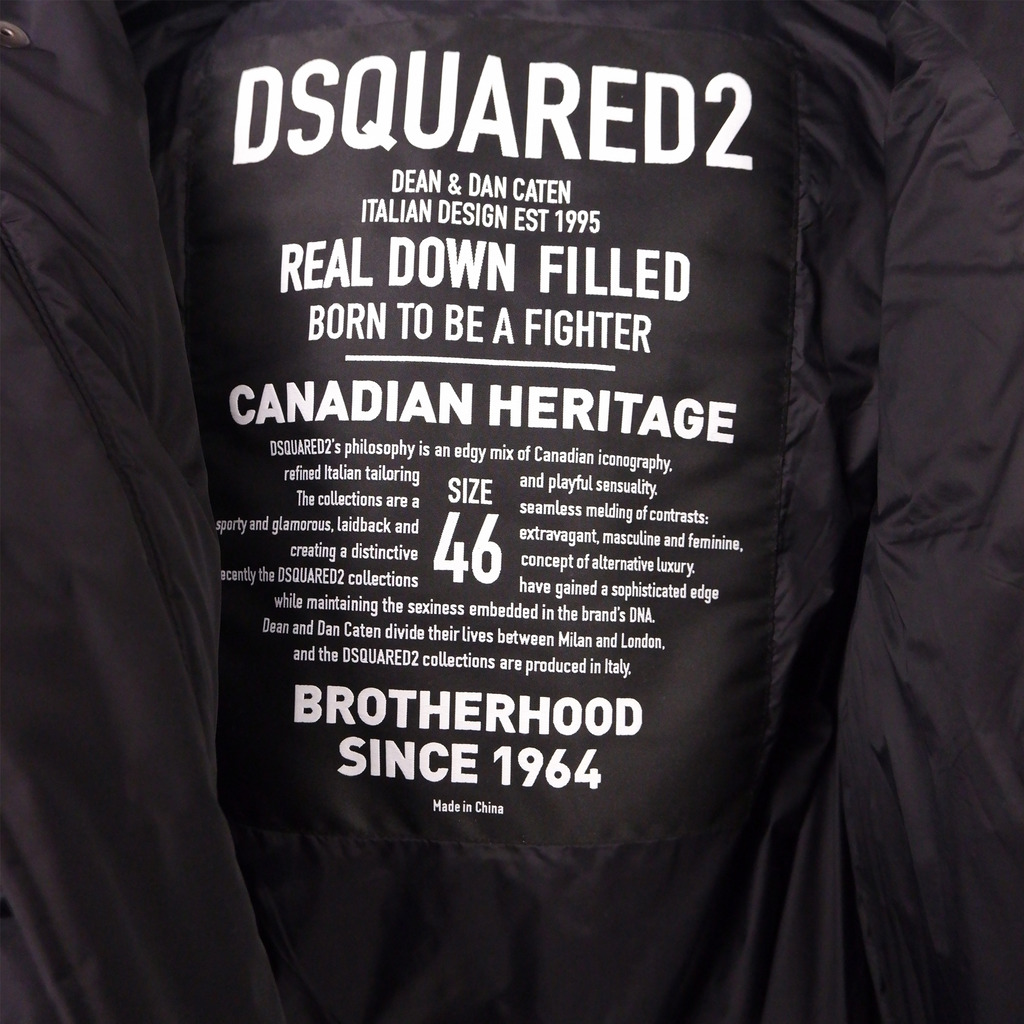 DSQUARED2
DEAN & DAN CATEN
ITALIAN DESIGN EST 1995
REAL DOWN FILLED
BORN TO BE A FIGHTER
CANADIAN HERITAGE
DSQUARED2's philosophy is an edgy mix of Canadian iconography,
refined Italian tailoring and playful sensuality.
The collections are a seamless melding of contrasts:
sporty and glamorous, laidback and extravagant, masculine and feminine,
creating a distinctive concept of alternative luxury.
ecently the DSQUARED2 collections have gained a sophisticated edge
SIZE
46
while maintaining the sexiness embedded in the brand's DNA.
Dean and Dan Caten divide their lives between Milan and London,
and the DSQUARED2 collections are produced in Italy,
BROTHERHOOD
SINCE 1964
Made in China